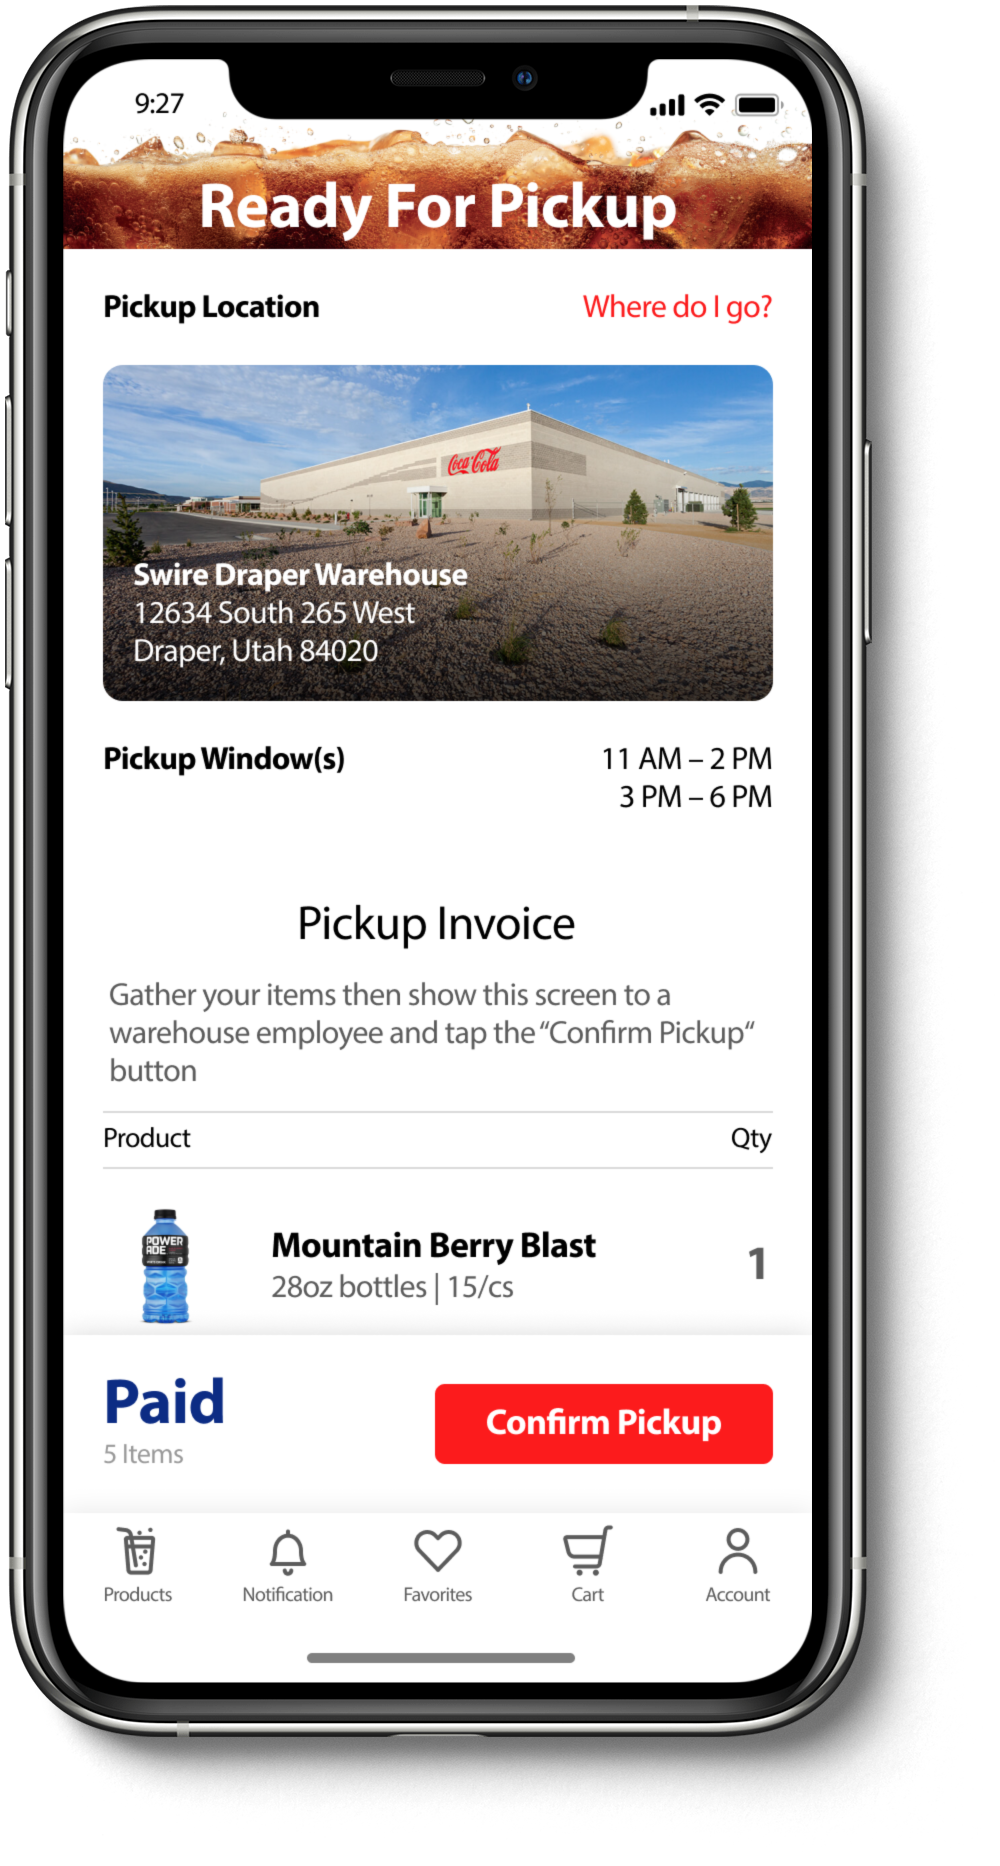 9:27
Ready For Pickup
Pickup Location
Where do I go?
Coca-Cola
Swire Draper Warehouse
12634 South 265 West
Draper, Utah 84020
Pickup Window(s)
11 AM – 2 PM
3 PM – 6 PM
Pickup Invoice
Gather your items then show this screen to a
warehouse employee and tap the “Confirm Pickup“
button
Product
Qty
POWER
ADE
Mountain Berry Blast
28oz bottles | 15/cs
1
Paid
5 Items
Confirm Pickup
Products
Notification
Favorites
Cart
Account